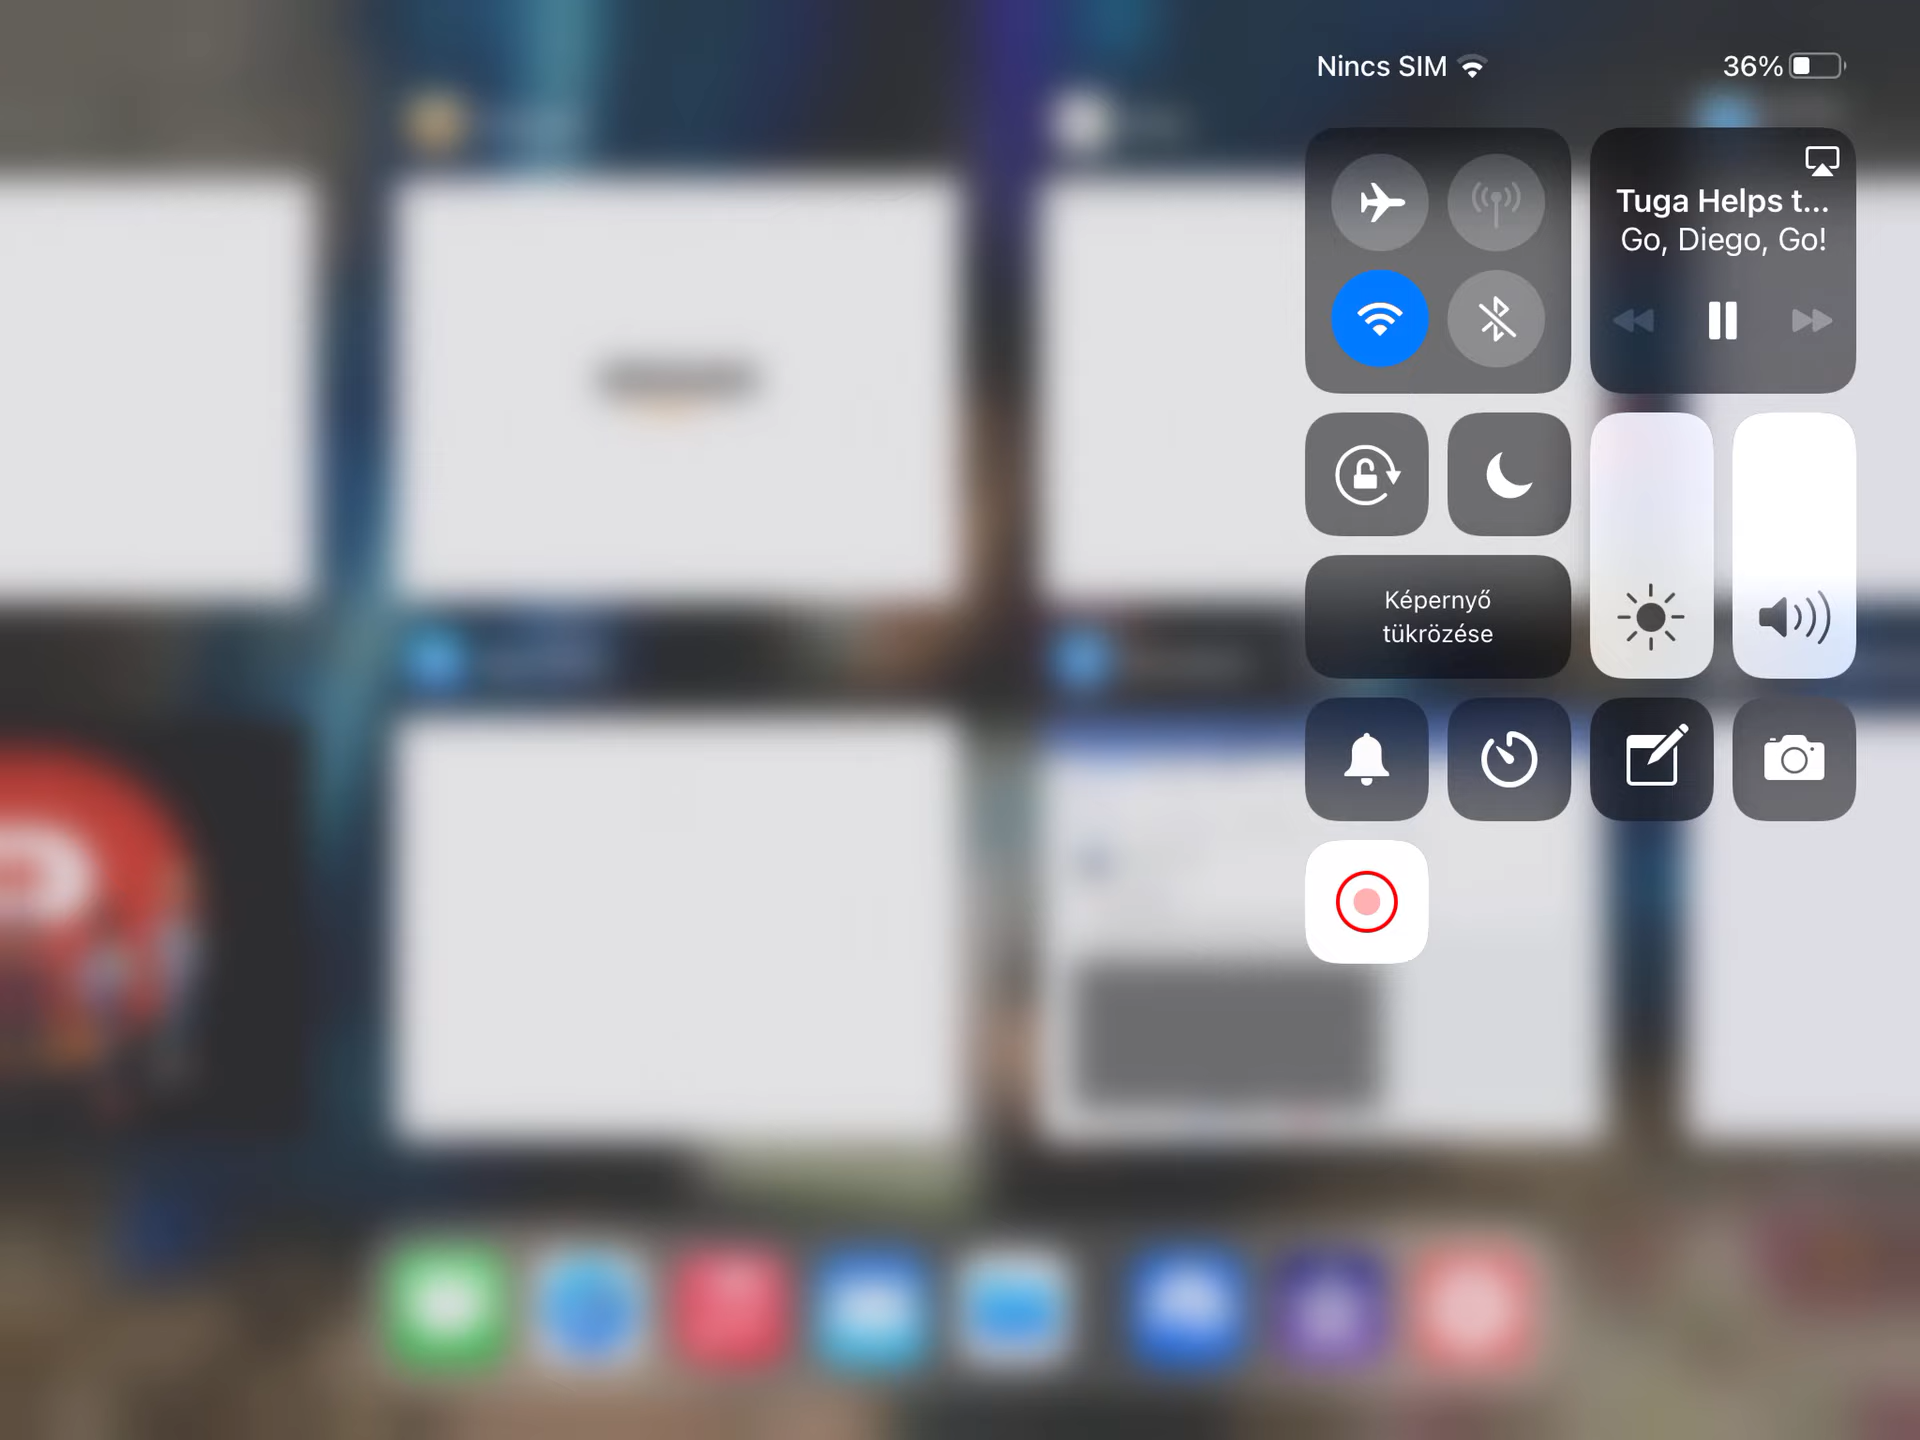 Nincs SIM
36%
Tuga Helps t...
Go, Diego, Go!
Képernyő
tükrözése